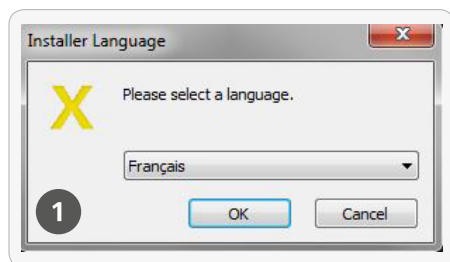 Installer Language
X
Please select a language.
Français
1
OK
Cancel